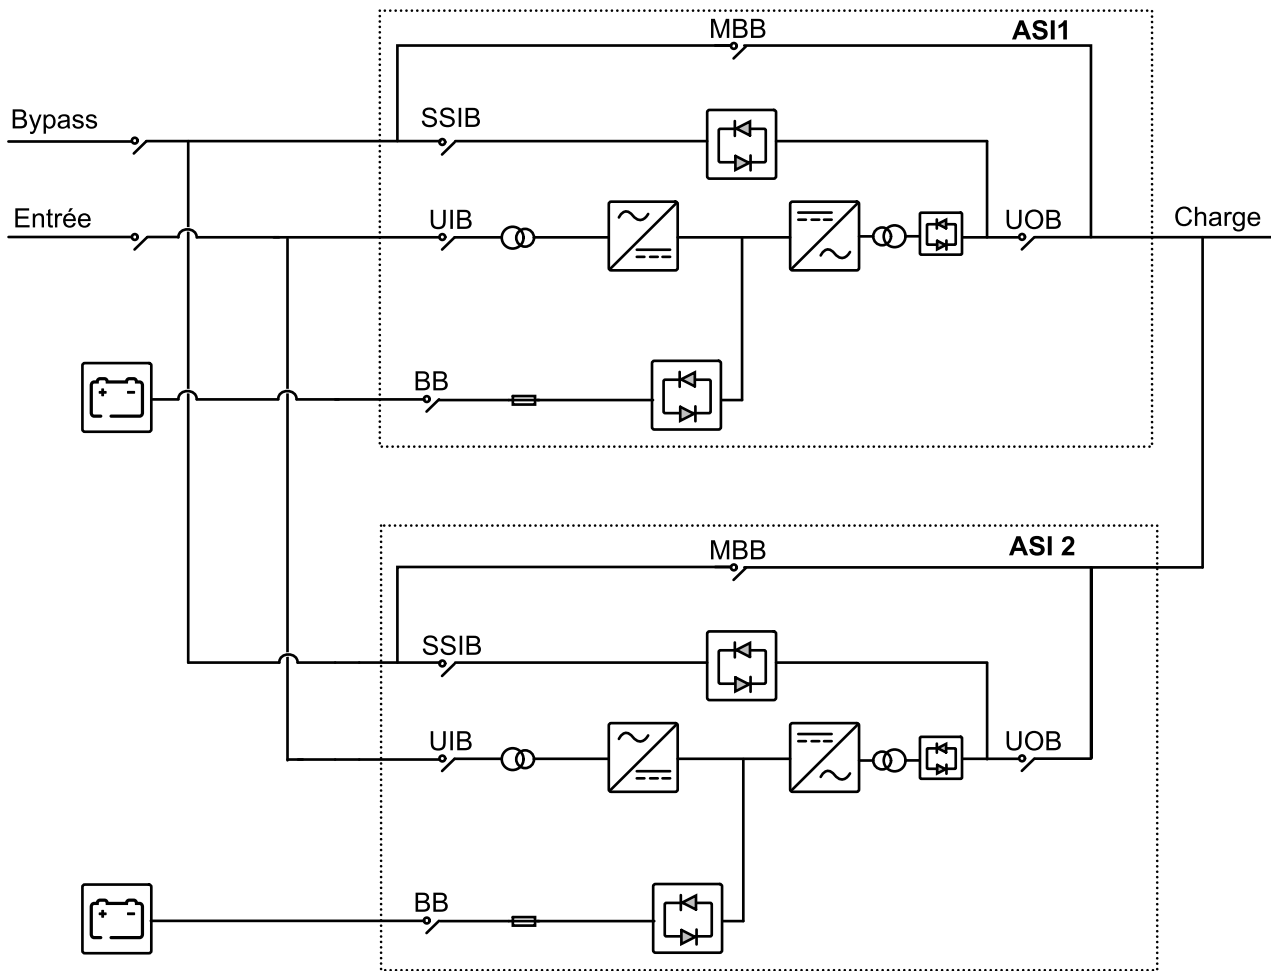 MBB
ASI1
Bypass
SSIB
Entrée
UIB
UOB
Charge
BB
MBB
ASI 2
SSIB
UIB
UOB
BB